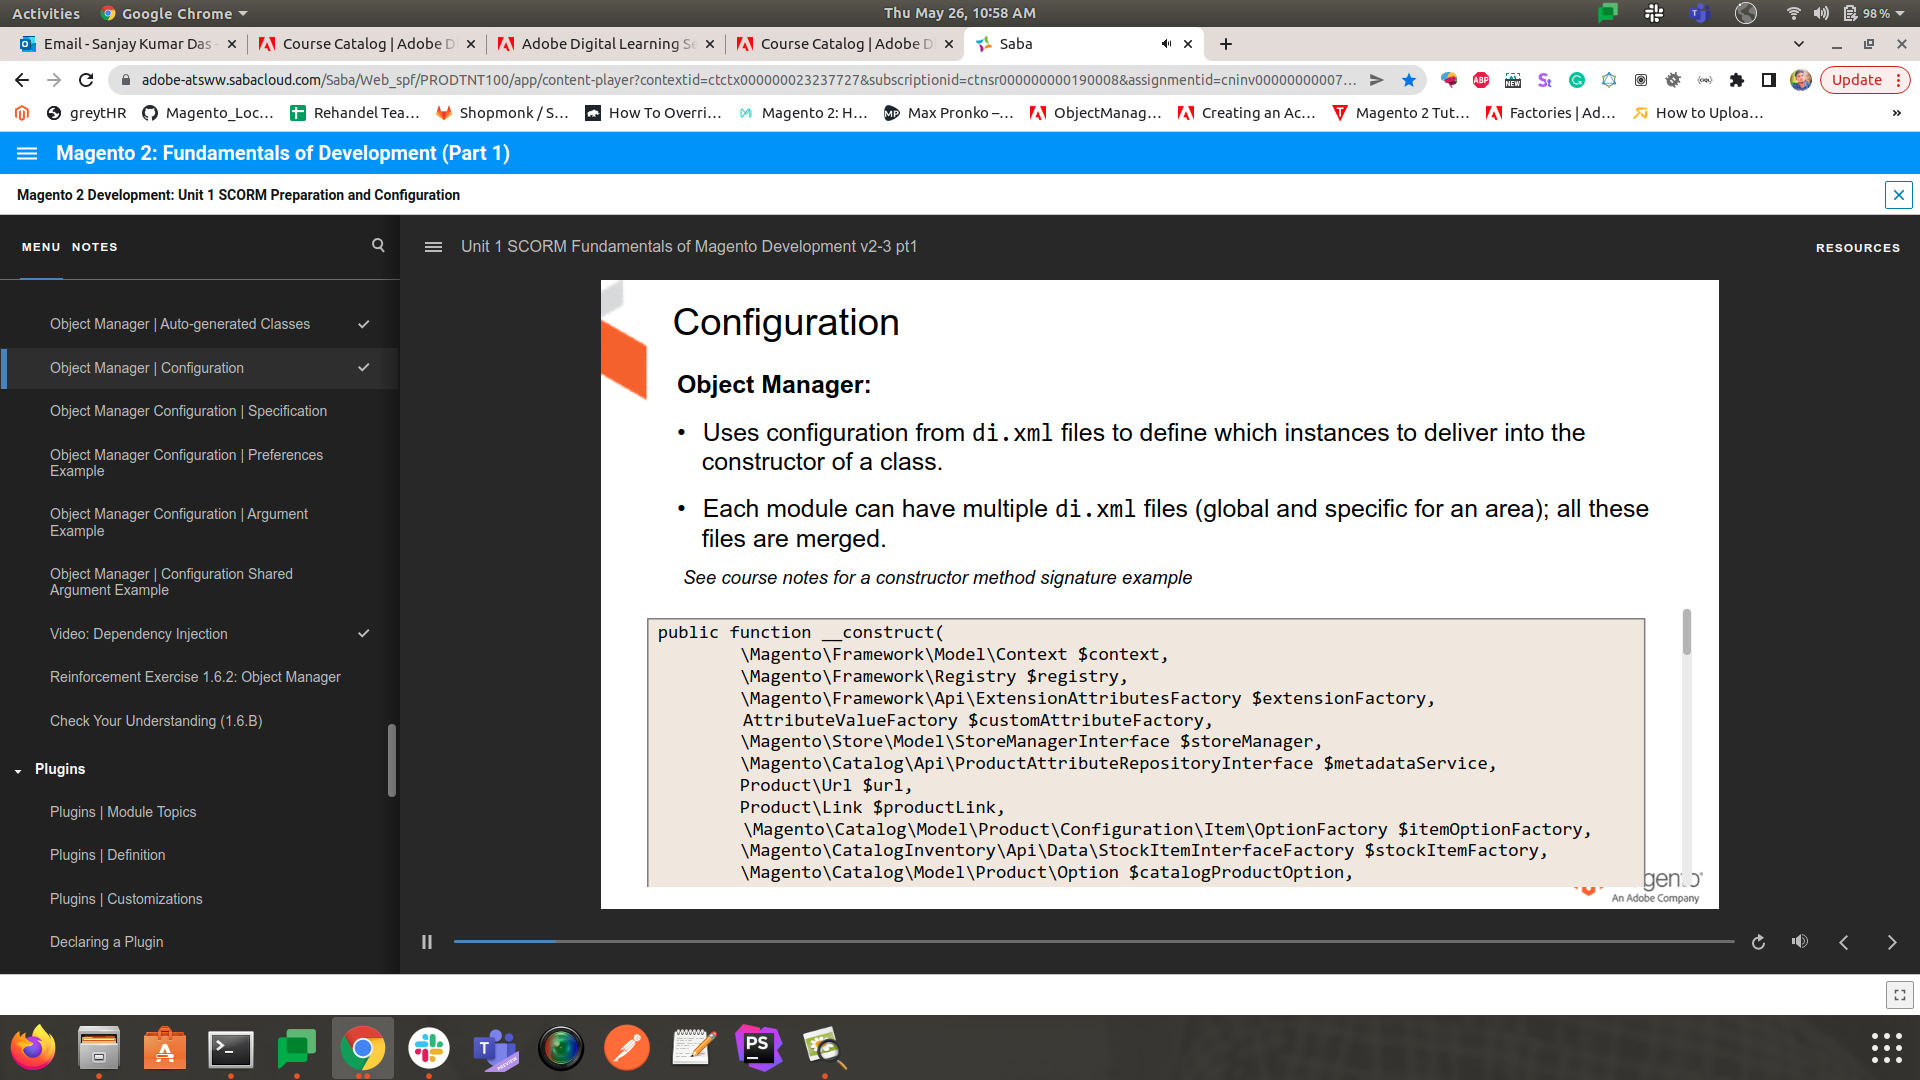 Activities
Google Chrome
Thu May 26, 10:58 AM
98%
Email - Sanjay Kumar Das -
Course Catalog | Adobe D
Adobe Digital Learning Se
Course Catalog | Adobe D
Saba
adobe-atsww.sabacloud.com/Saba/Web_spf/PRODTNT100/app/content-player?contextid=ctctx000000023237727&subscriptionid=ctnsr000000000190008&assignmentid=cninv00000000007...
Update
greytHR
Magento_Loc...
Rehandel Tea...
Shopmonk / S...
How To Overri...
Magento 2: H...
Max Pronko –...
ObjectManag...
Creating an Ac...
Magento 2 Tut...
Factories | Ad...
How to Uploa...
»
Magento 2: Fundamentals of Development (Part 1)
Magento 2 Development: Unit 1 SCORM Preparation and Configuration
MENU NOTES
Unit 1 SCORM Fundamentals of Magento Development v2-3 pt1
RESOURCES
Object Manager | Auto-generated Classes
Object Manager | Configuration
Object Manager Configuration | Specification
Object Manager Configuration | Preferences
Example
Object Manager Configuration | Argument
Example
Object Manager | Configuration Shared
Argument Example
Video: Dependency Injection
Reinforcement Exercise 1.6.2: Object Manager
Check Your Understanding (1.6.B)
Plugins
Plugins | Module Topics
Plugins | Definition
Plugins | Customizations
Declaring a Plugin
Configuration
Object Manager:
• Uses configuration from di.xml files to define which instances to deliver into the
constructor of a class.
• Each module can have multiple di.xml files (global and specific for an area); all these
files are merged.
See course notes for a constructor method signature example
public function __construct(
\Magento\Framework\Model\Context $context,
\Magento\Framework\Registry $registry,
\Magento\Framework\Api\ExtensionAttributesFactory $extensionFactory,
AttributeValueFactory $customAttributeFactory,
\Magento\Store\Model\StoreManagerInterface $storeManager,
\Magento\Catalog\Api\ProductAttributeRepositoryInterface $metadataService,
Product\Url $url,
Product\Link $productLink,
\Magento\Catalog\Model\Product\Configuration\Item\OptionFactory $itemOptionFactory,
\Magento\CatalogInventory\Api\Data\StockItemInterfaceFactory $stockItemFactory,
\Magento\Catalog\Model\Product\Option $catalogProductOption,
An Adobe Company